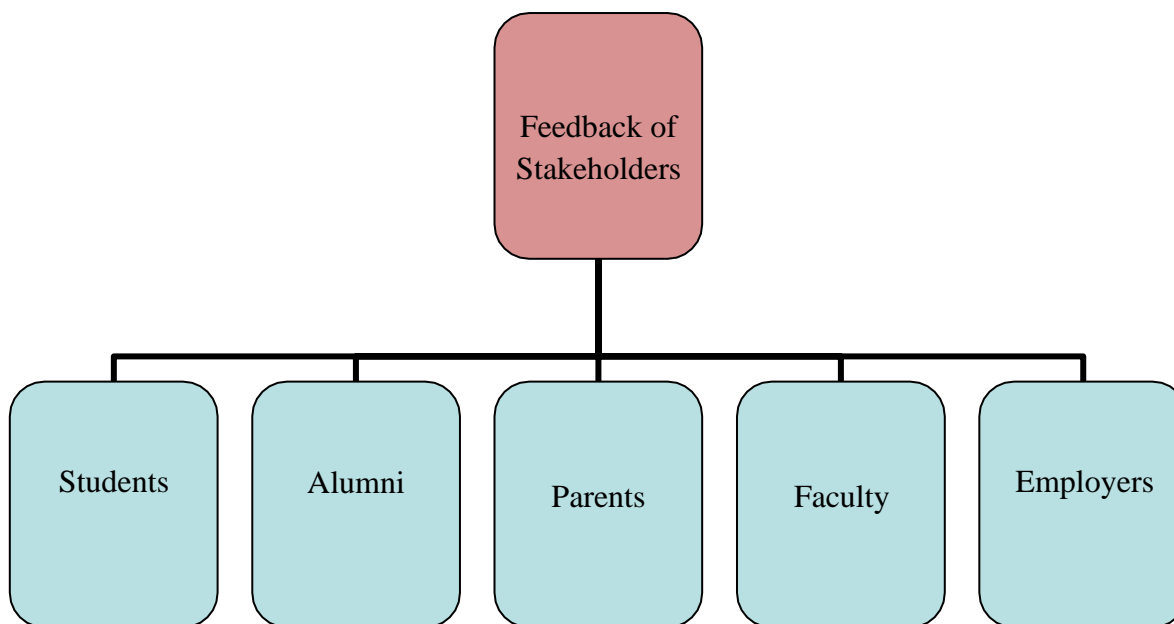 Feedback of
Stakeholders
Students
Alumni
Parents
Faculty
Employers